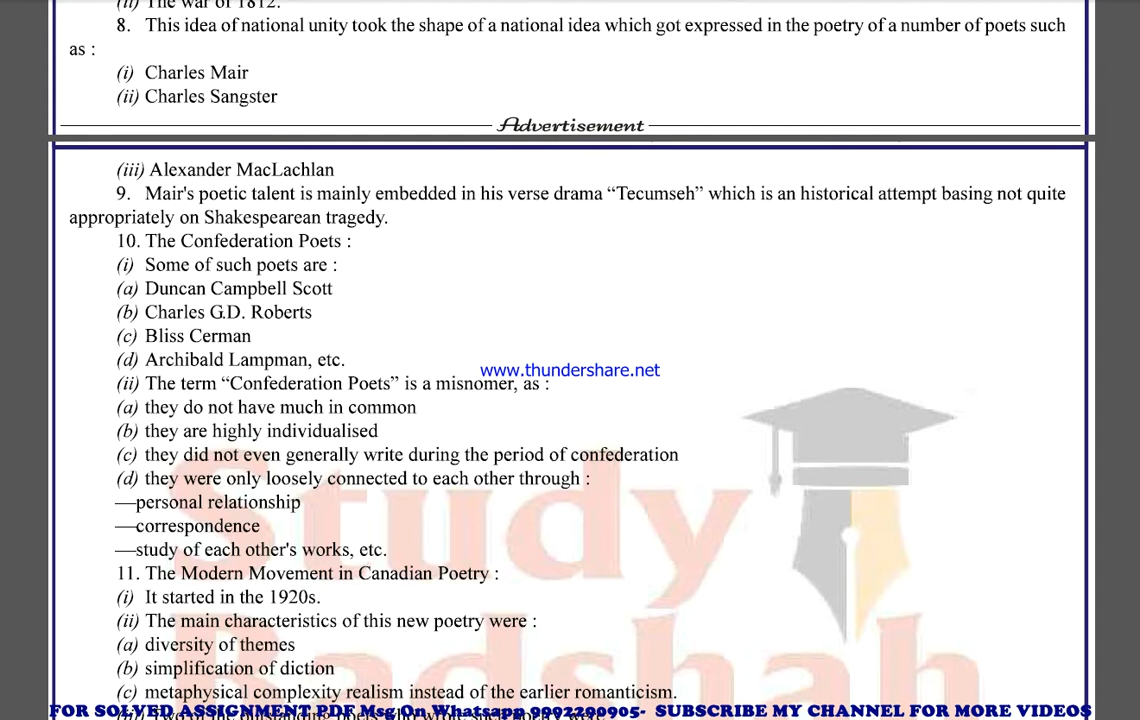 (ii) The war of 1812.
8. This idea of national unity took the shape of a national idea which got expressed in the poetry of a number of poets such
as :
(i) Charles Mair
(ii) Charles Sangster
Advertisement
(iii) Alexander MacLachlan
9. Mair's poetic talent is mainly embedded in his verse drama “Tecumseh” which is an historical attempt basing not quite
appropriately on Shakespearean tragedy.
10. The Confederation Poets :
(i) Some of such poets are :
(a) Duncan Campbell Scott
(b) Charles G.D. Roberts
(c) Bliss Cerman
(d) Archibald Lampman, etc.
www.thundershare.net
(ii) The term “Confederation Poets” is a misnomer, as :
(a) they do not have much in common
(b) they are highly individualised
(c) they did not even generally write during the period of confederation
(d) they were only loosely connected to each other through :
—personal relationship
—correspondence
—study of each other's works, etc.
11. The Modern Movement in Canadian Poetry :
(i) It started in the 1920s.
(ii) The main characteristics of this new poetry were :
(a) diversity of themes
(b) simplification of diction
(c) metaphysical complexity realism instead of the earlier romanticism.
Study
Badshah
FOR SOLVED ASSIGNMENT PDF Msg On Whatsapp 9992290905- SUBSCRIBE MY CHANNEL FOR MORE VIDEOS